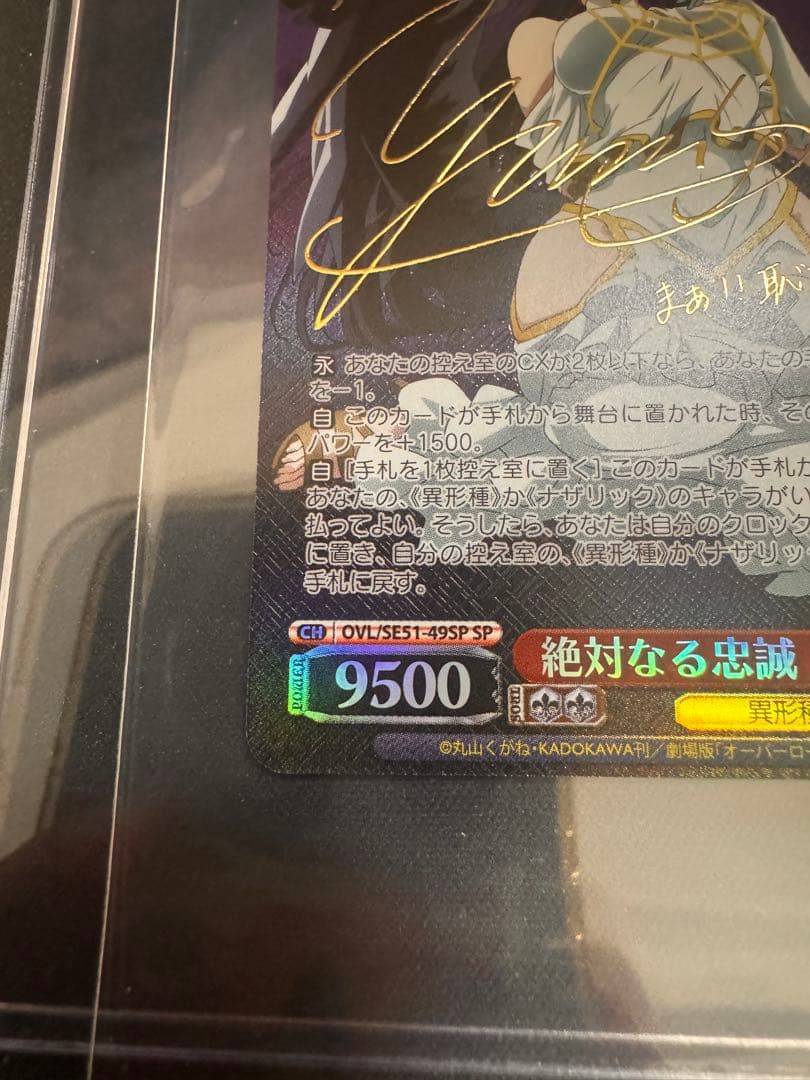 まぁ!! 恥
永 あなたの控え室のCXが2枚以下なら、あなたの
を－1。
自 このカードが手札から舞台に置かれた時、そ
パワーを＋1500。
自 [手札を1枚控え室に置く] このカードが手札か
あなたの、《異形種》か《ナザリック》のキャラがい
払ってよい。そうしたら、あなたは自分のクロック
に置き、自分の控え室の、《異形種》か《ナザリッ
手札に戻す。
CH OVL/SE51-49SP SP
POWER 9500
絶対なる忠誠
異形種
©丸山くがね・KADOKAWA刊／劇場版「オーバーロー